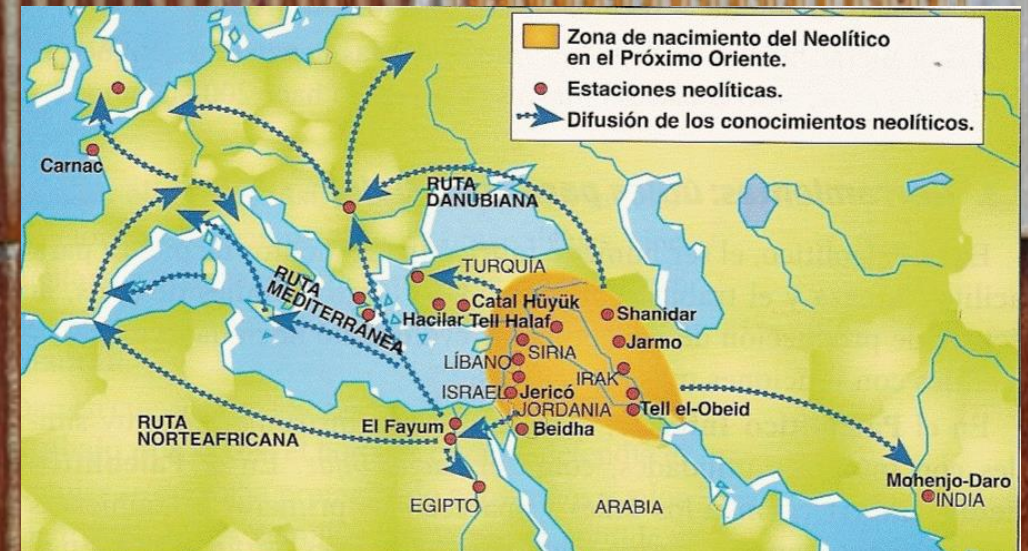 Zona de nacimiento del Neolítico
en el Próximo Oriente.
Estaciones neolíticas.
Difusión de los conocimientos neolíticos.
Carnac
RUTA
DANUBIANA
TURQUÍA
RUTA
MEDITERRÁNEA
Catal Hüyük
Hacilar
Tell Halaf
Shanidar
Jarmo
SIRIA
LÍBANO
IRAK
ISRAEL
Jericó
JORDANIA
Tell el-Obeid
Beidha
RUTA
NORTEAFRICANA
El Fayum
EGIPTO
ARABIA
Mohenjo-Daro
INDIA